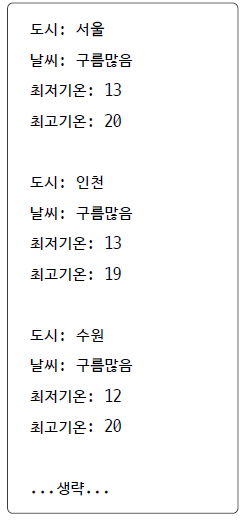 도시: 서울
날씨: 구름많음
최저기온: 13
최고기온: 20
도시: 인천
날씨: 구름많음
최저기온: 13
최고기온: 19
도시: 수원
날씨: 구름많음
최저기온: 12
최고기온: 20
...생략...